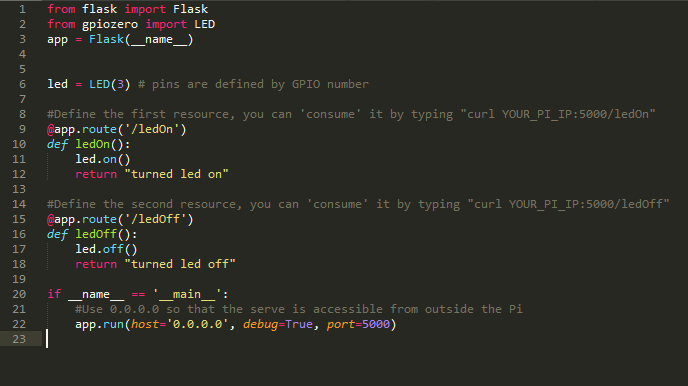 1 from flask import Flask
2 from gpiozero import LED
3 app = Flask(__name__)
4
5
6 led = LED(3) # pins are defined by GPIO number
7
8 #Define the first resource, you can 'consume' it by typing "curl YOUR_PI_IP:5000/ledOn"
9 @app.route('/ledOn')
10 def ledOn():
11     led.on()
12     return "turned led on"
13
14 #Define the second resource, you can 'consume' it by typing "curl YOUR_PI_IP:5000/ledOff"
15 @app.route('/ledOff')
16 def ledOff():
17     led.off()
18     return "turned led off"
19
20 if __name__ == '__main__':
21     #Use 0.0.0.0 so that the serve is accessible from outside the Pi
22     app.run(host='0.0.0.0', debug=True, port=5000)
23